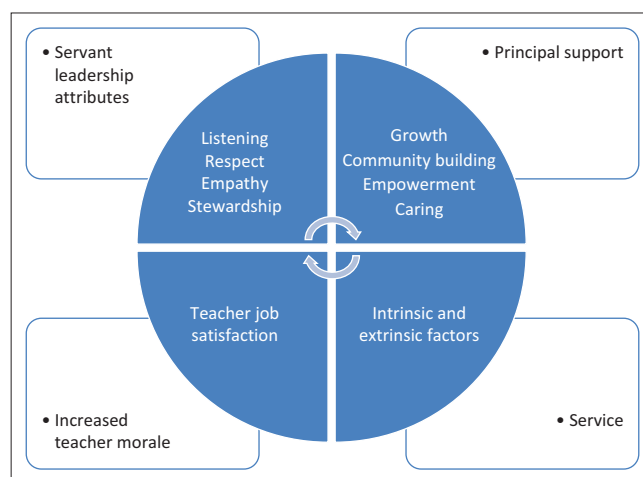 • Servant
leadership
attributes
• Principal support
Listening
Respect
Empathy
Stewardship
Growth
Community building
Empowerment
Caring
Teacher job
satisfaction
Intrinsic and
extrinsic factors
• Increased
teacher morale
• Service